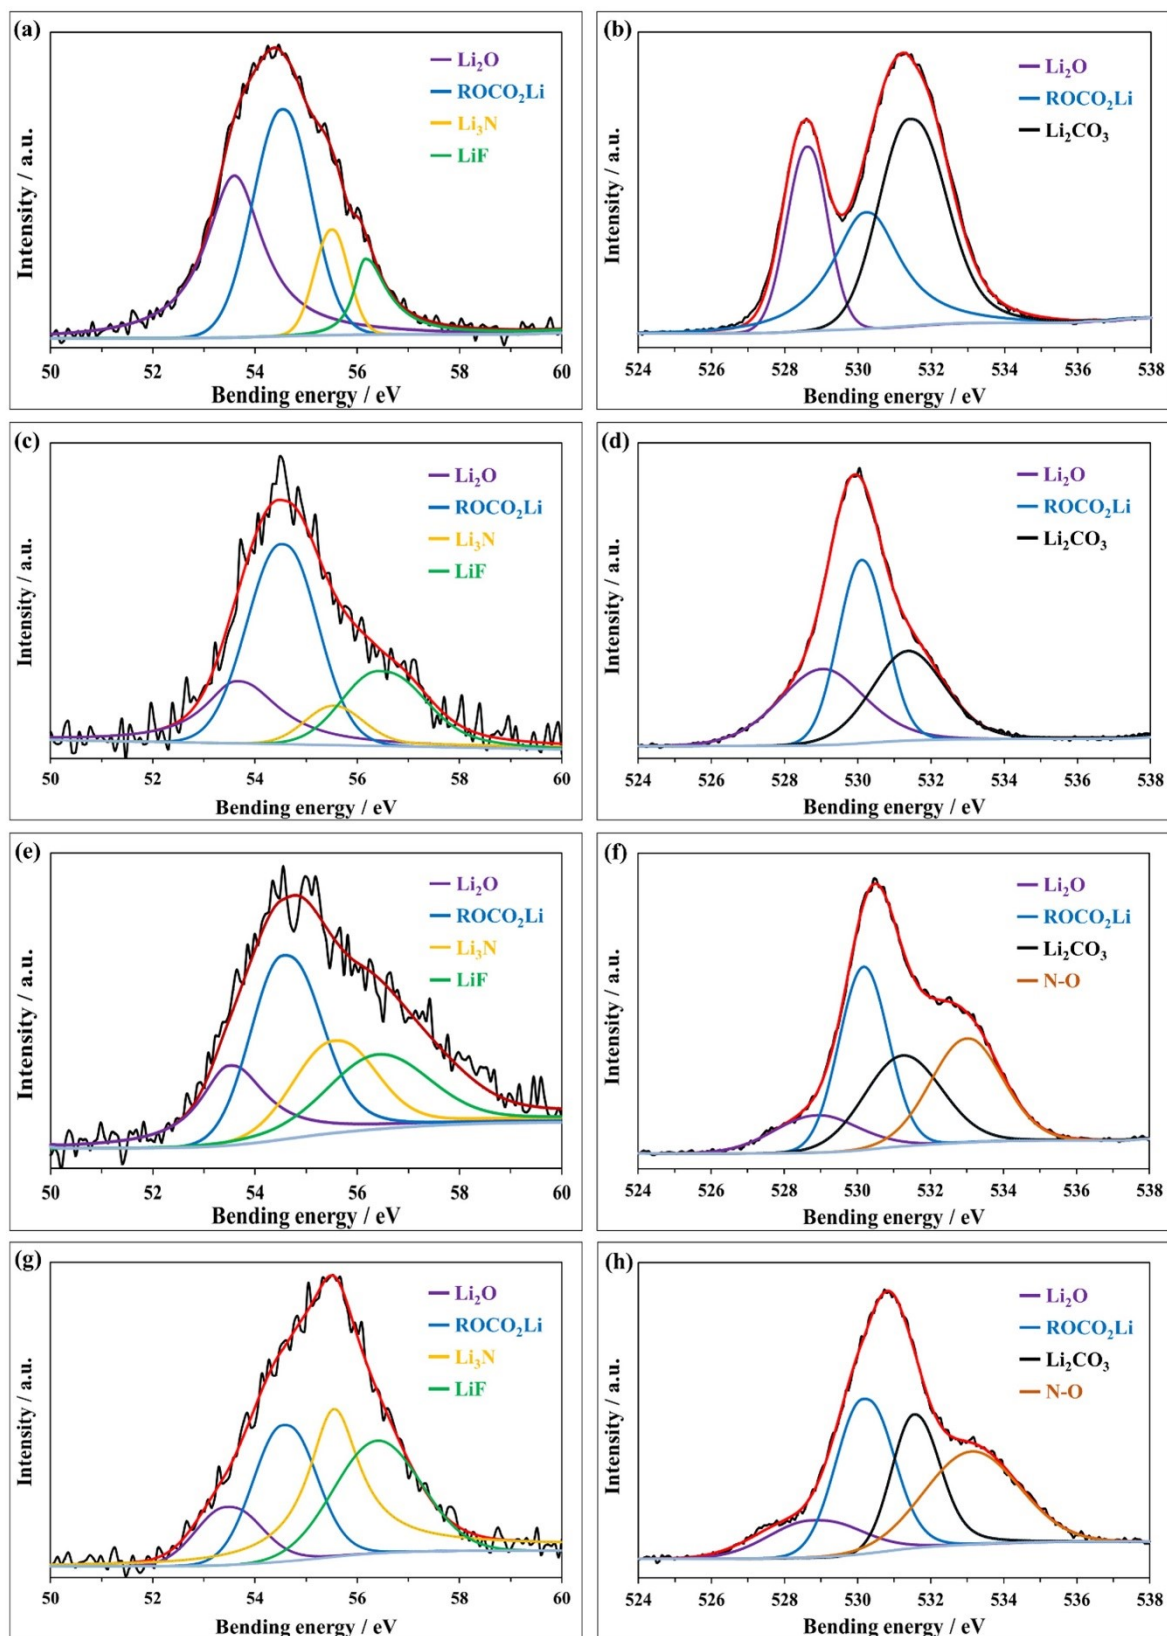 (a)
Li₂O
ROCO₂Li
Li₃N
LiF
Intensity / a.u.
50 52 54 56 58 60
Bending energy / eV
(b)
Li₂O
ROCO₂Li
Li₂CO₃
Intensity / a.u.
524 526 528 530 532 534 536 538
Bending energy / eV
(c)
Li₂O
ROCO₂Li
Li₃N
LiF
Intensity / a.u.
50 52 54 56 58 60
Bending energy / eV
(d)
Li₂O
ROCO₂Li
Li₂CO₃
Intensity / a.u.
524 526 528 530 532 534 536 538
Bending energy / eV
(e)
Li₂O
ROCO₂Li
Li₃N
LiF
Intensity / a.u.
50 52 54 56 58 60
Bending energy / eV
(f)
Li₂O
ROCO₂Li
Li₂CO₃
N-O
Intensity / a.u.
524 526 528 530 532 534 536 538
Bending energy / eV
(g)
Li₂O
ROCO₂Li
Li₃N
LiF
Intensity / a.u.
50 52 54 56 58 60
Bending energy / eV
(h)
Li₂O
ROCO₂Li
Li₂CO₃
N-O
Intensity / a.u.
524 526 528 530 532 534 536 538
Bending energy / eV